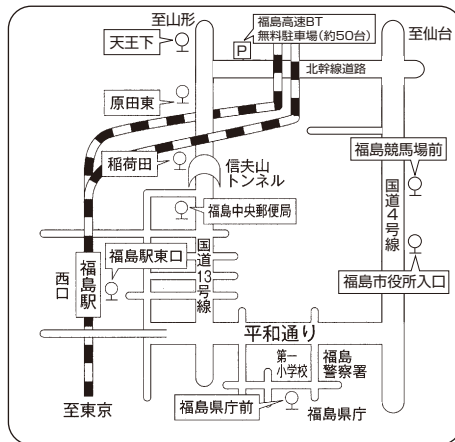 至山形
福島高速BT
無料駐車場(約50台)
至仙台
天王下
P
北幹線道路
原田東
稲荷田
信夫山
トンネル
福島競馬場前
福島中央郵便局
国道4号線
国道13号線
福島駅東口
福島駅
西口
福島市役所入口
平和通り
第一
小学校
福島
警察署
至東京
福島県庁前
福島県庁